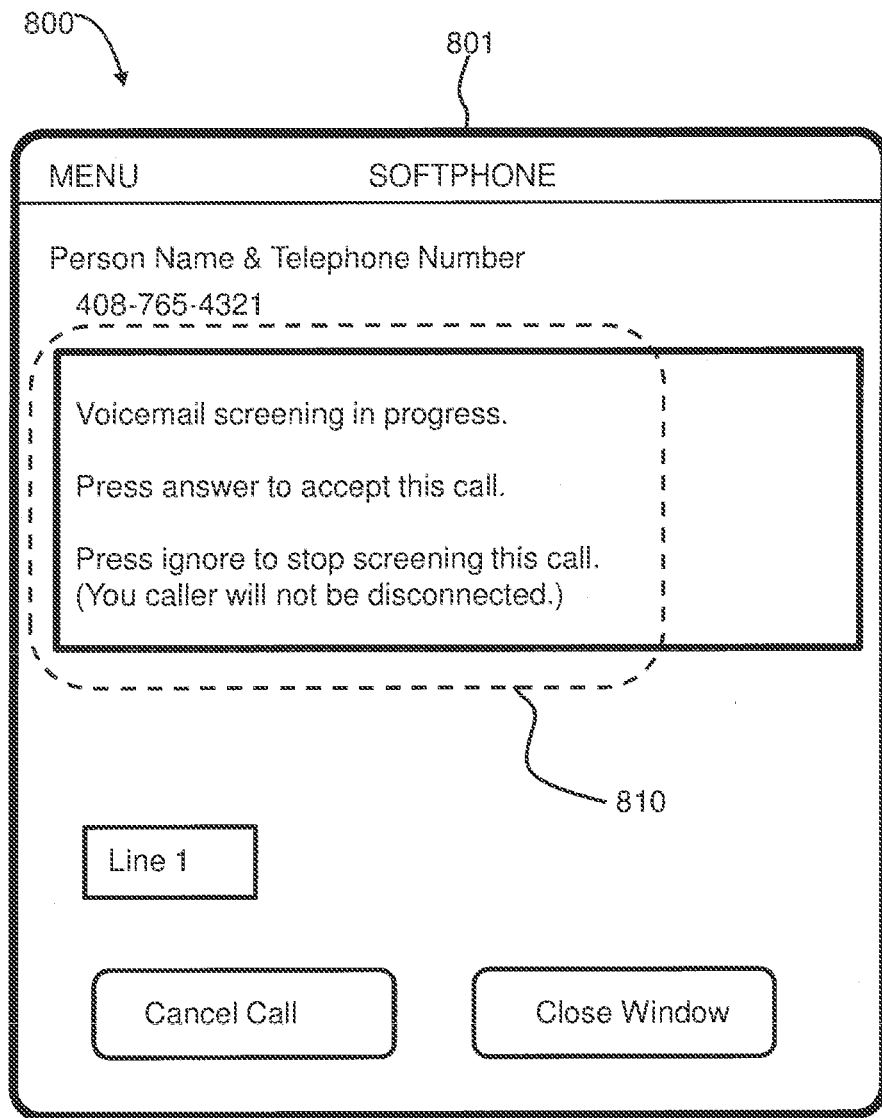 800
801
MENU SOFTPHONE
Person Name & Telephone Number
408-765-4321
Voicemail screening in progress.
Press answer to accept this call.
Press ignore to stop screening this call.
(You caller will not be disconnected.)
810
Line 1
Cancel Call Close Window